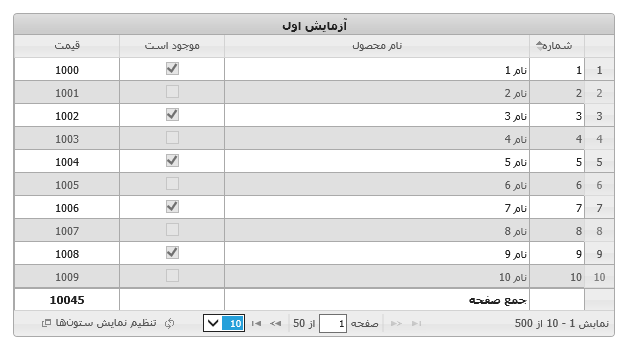 آزمایش اول
شماره نام محصول موجود است قیمت
1 1 نام 1 1000
2 2 نام 2 1001
3 3 نام 3 1002
4 4 نام 4 1003
5 5 نام 5 1004
6 6 نام 6 1005
7 7 نام 7 1006
8 8 نام 8 1007
9 9 نام 9 1008
10 10 نام 10 1009
جمع صفحه 10045
نمایش 1 - 10 از 500 صفحه 1 از 50 10 تنظیم نمایش ستون‌ها